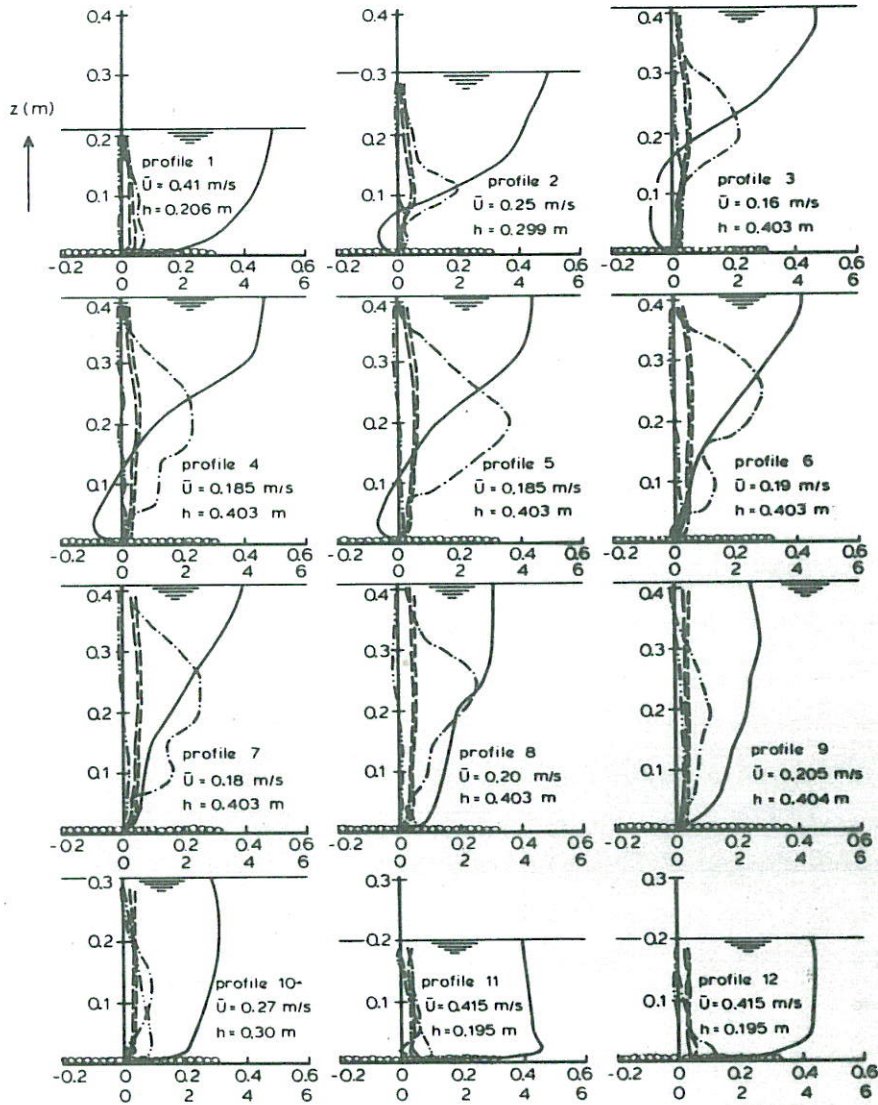 0.4
0.3
z (m)
0.2
0.1
profile 1
Ū = 0.41 m/s
h = 0.206 m
-0.2 0 0.2 0.4 0.6
0 2 4 6
0.4
0.3
0.2
0.1
profile 2
Ū = 0.25 m/s
h = 0.299 m
-0.2 0 0.2 0.4 0.6
0 2 4 6
0.4
0.3
0.2
0.1
profile 3
Ū = 0.16 m/s
h = 0.403 m
-0.2 0 0.2 0.4 0.6
0 2 4 6
0.4
0.3
0.2
0.1
profile 4
Ū = 0.185 m/s
h = 0.403 m
-0.2 0 0.2 0.4 0.6
0 2 4 6
0.4
0.3
0.2
0.1
profile 5
Ū = 0.185 m/s
h = 0.403 m
-0.2 0 0.2 0.4 0.6
0 2 4 6
0.4
0.3
0.2
0.1
profile 6
Ū = 0.19 m/s
h = 0.403 m
-0.2 0 0.2 0.4 0.6
0 2 4 6
0.4
0.3
0.2
0.1
profile 7
Ū = 0.18 m/s
h = 0.403 m
-0.2 0 0.2 0.4 0.6
0 2 4 6
0.4
0.3
0.2
0.1
profile 8
Ū = 0.20 m/s
h = 0.403 m
-0.2 0 0.2 0.4 0.6
0 2 4 6
0.4
0.3
0.2
0.1
profile 9
Ū = 0.205 m/s
h = 0.404 m
-0.2 0 0.2 0.4 0.6
0 2 4 6
0.3
0.2
0.1
profile 10
Ū = 0.27 m/s
h = 0.30 m
-0.2 0 0.2 0.4 0.6
0 2 4 6
0.3
0.2
0.1
profile 11
Ū = 0.415 m/s
h = 0.195 m
-0.2 0 0.2 0.4 0.6
0 2 4 6
0.3
0.2
0.1
profile 12
Ū = 0.415 m/s
h = 0.195 m
-0.2 0 0.2 0.4 0.6
0 2 4 6